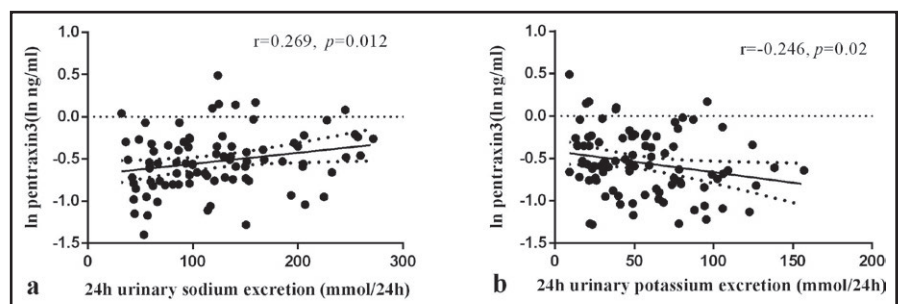 r=0.269, p=0.012
ln pentraxin3(ln ng/ml)
1.0
0.5
0.0
-0.5
-1.0
-1.5
0 100 200 300
a 24h urinary sodium excretion (mmol/24h)
r=-0.246, p=0.02
ln pentraxin3(ln ng/ml)
1.0
0.5
0.0
-0.5
-1.0
-1.5
0 50 100 150 200
b 24h urinary potassium excretion (mmol/24h)